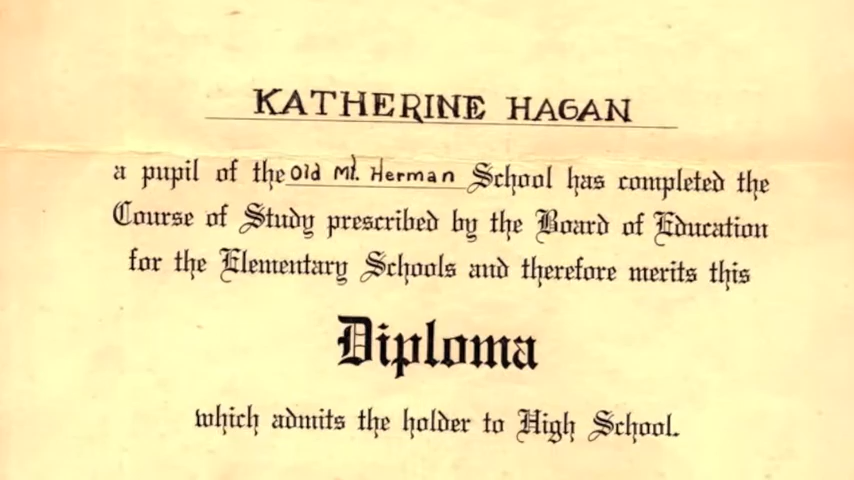 KATHERINE HAGAN
a pupil of the Old Mt. Herman School has completed the
Course of Study prescribed by the Board of Education
for the Elementary Schools and therefore merits this
Diploma
which admits the holder to High School.